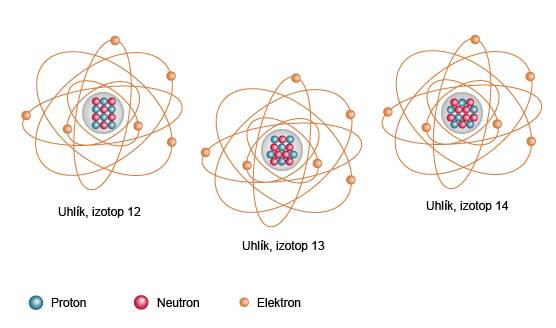 Uhlík, izotop 12
Uhlík, izotop 13
Uhlík, izotop 14
Proton
Neutron
Elektron